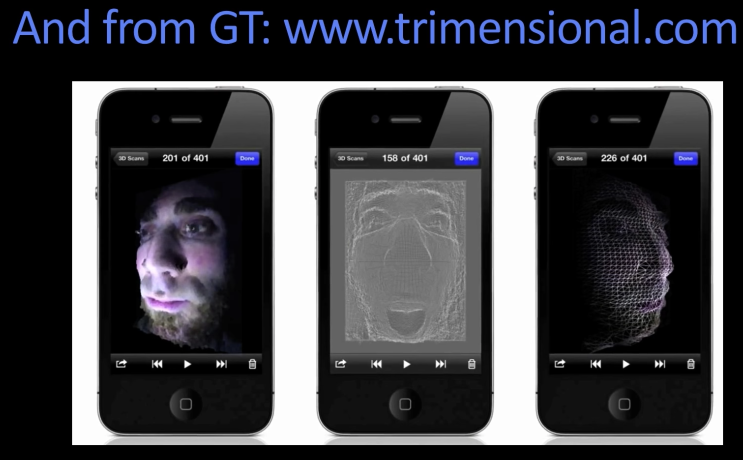 And from GT: www.trimensional.com
3D Scans 201 of 401 Done
3D Scans 158 of 401 Done
3D Scans 226 of 401 Done